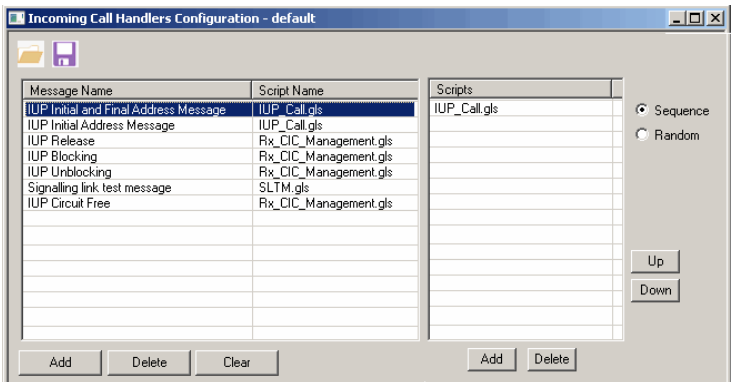 Incoming Call Handlers Configuration - default
Message Name Script Name
IUP Initial and Final Address Message IUP_Call.gls
IUP Initial Address Message IUP_Call.gls
IUP Release Rx_CIC_Management.gls
IUP Blocking Rx_CIC_Management.gls
IUP Unblocking Rx_CIC_Management.gls
Signalling link test message SLTM.gls
IUP Circuit Free Rx_CIC_Management.gls
Scripts
IUP_Call.gls
Sequence
Random
Up
Down
Add Delete Clear
Add Delete